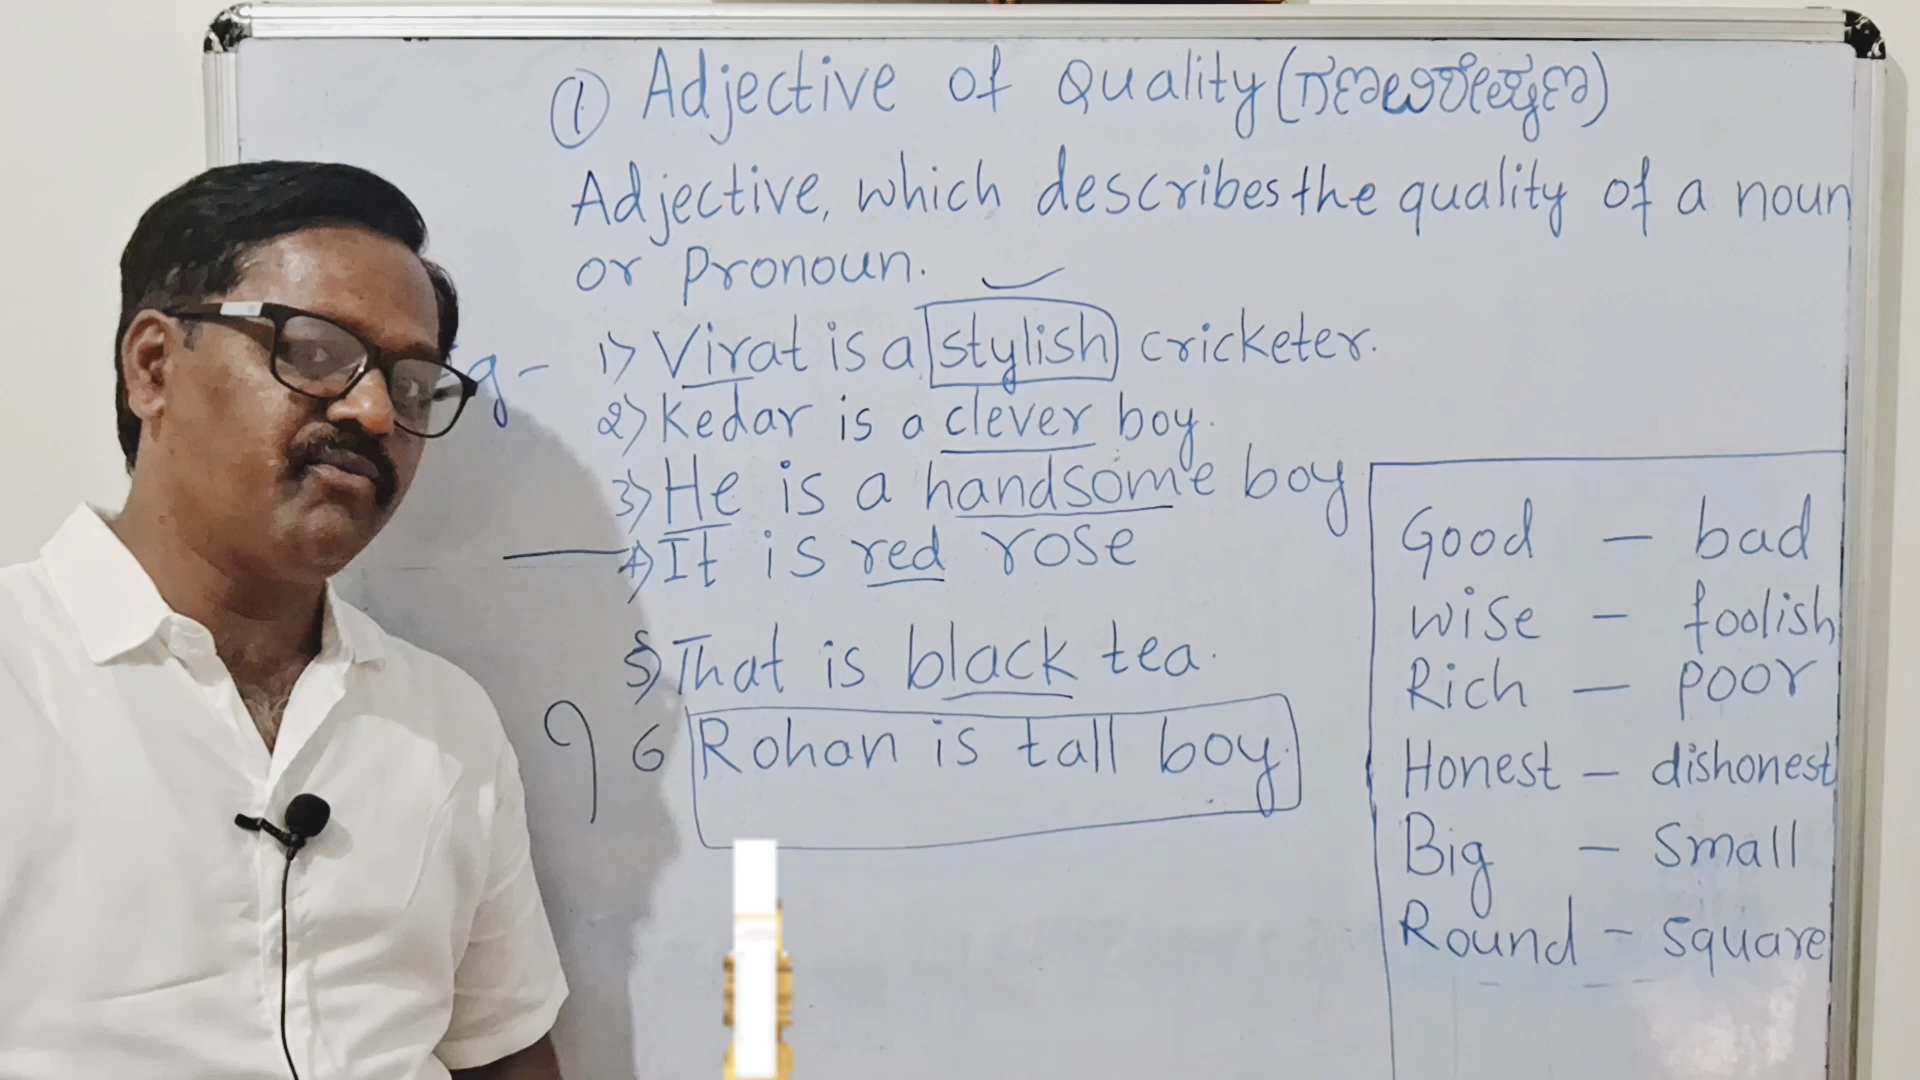 ① Adjective of Quality (ಗುಣವಿಶೇಷಣ)
Adjective, which describes the quality of a noun
or pronoun.
g - 1) Virat is a stylish cricketer.
2) Kedar is a clever boy.
3) He is a handsome boy
4) It is red rose
5) That is black tea.
6 Rohan is tall boy.
Good - bad
wise - foolish
Rich - poor
Honest - dishonest
Big - small
Round - square